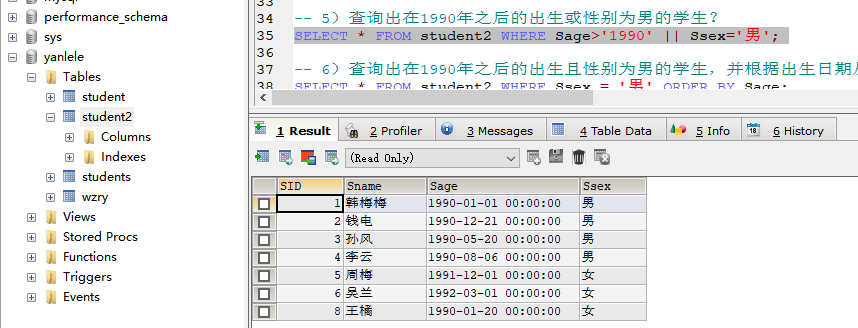 performance_schema
sys
yanlele
Tables
student
student2
Columns
Indexes
students
wzry
Views
Stored Procs
Functions
Triggers
Events
33
34 -- 5）查询出在1990年之后的出生或性别为男的学生？
35 SELECT * FROM student2 WHERE Sage>'1990' || Ssex='男';
36
37 -- 6）查询出在1990年之后的出生且性别为男的学生，并根据出生日期
38 SELECT * FROM student2 WHERE Ssex = '男' ORDER BY Sage;
1 Result 2 Profiler 3 Messages 4 Table Data 5 Info 6 History
(Read Only)
SID Sname Sage Ssex
1 韩梅梅 1990-01-01 00:00:00 男
2 钱电 1990-12-21 00:00:00 男
3 孙风 1990-05-20 00:00:00 男
4 李云 1990-08-06 00:00:00 男
5 周梅 1991-12-01 00:00:00 女
6 吴兰 1992-03-01 00:00:00 女
8 王橘 1990-01-20 00:00:00 女